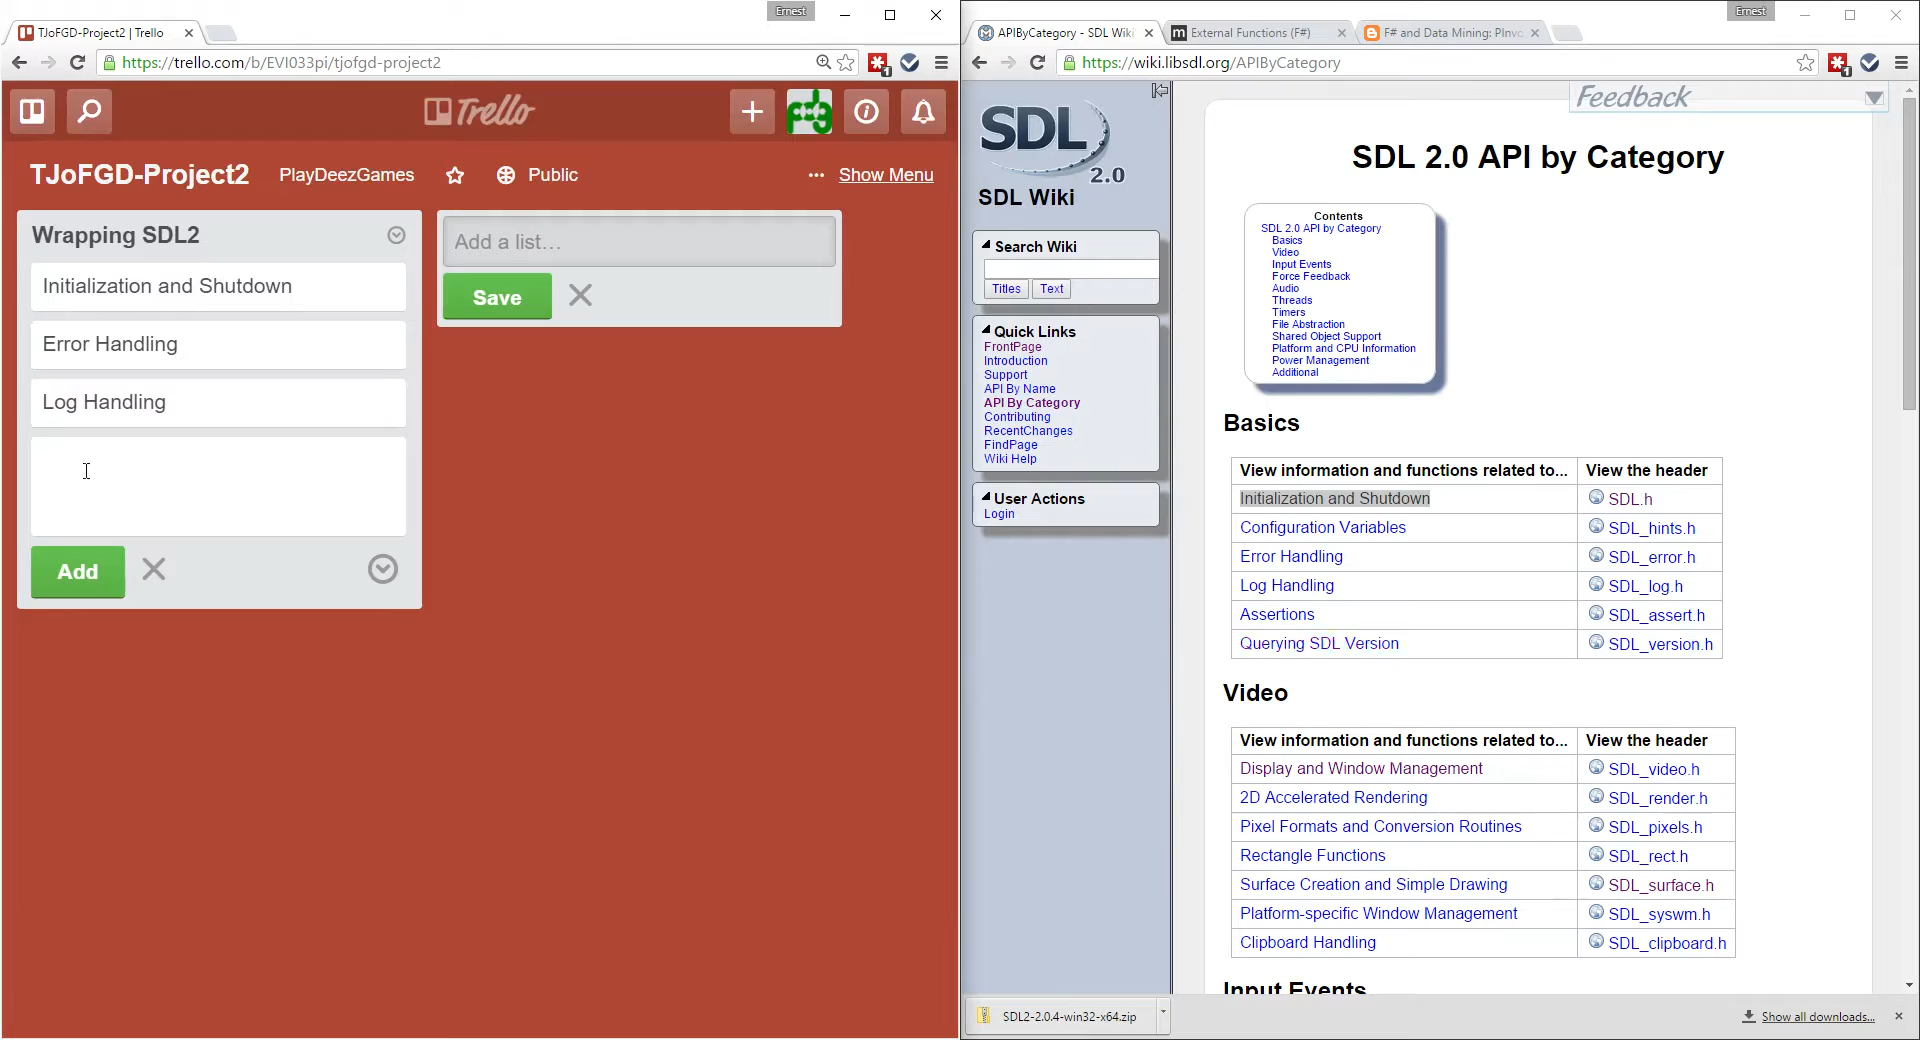 Ernest
TJoFGD-Project2 | Trello
https://trello.com/b/EVI033pi/tjofgd-project2
1
Trello
TJoFGD-Project2
PlayDeezGames
Public
Show Menu
Wrapping SDL2
Initialization and Shutdown
Error Handling
Log Handling
Add
Add a list…
Save
Ernest
APIByCategory - SDL Wiki
External Functions (F#)
F# and Data Mining: PInvo
https://wiki.libsdl.org/APIByCategory
1
SDL
2.0
SDL Wiki
Search Wiki
Titles Text
Quick Links
FrontPage
Introduction
Support
API By Name
API By Category
Contributing
RecentChanges
FindPage
Wiki Help
User Actions
Login
Feedback
SDL 2.0 API by Category
Contents
SDL 2.0 API by Category
Basics
Video
Input Events
Force Feedback
Audio
Threads
Timers
File Abstraction
Shared Object Support
Platform and CPU Information
Power Management
Additional
Basics
View information and functions related to... View the header
Initialization and Shutdown SDL.h
Configuration Variables SDL_hints.h
Error Handling SDL_error.h
Log Handling SDL_log.h
Assertions SDL_assert.h
Querying SDL Version SDL_version.h
Video
View information and functions related to... View the header
Display and Window Management SDL_video.h
2D Accelerated Rendering SDL_render.h
Pixel Formats and Conversion Routines SDL_pixels.h
Rectangle Functions SDL_rect.h
Surface Creation and Simple Drawing SDL_surface.h
Platform-specific Window Management SDL_syswm.h
Clipboard Handling SDL_clipboard.h
Input Events
SDL2-2.0.4-win32-x64.zip
Show all downloads...